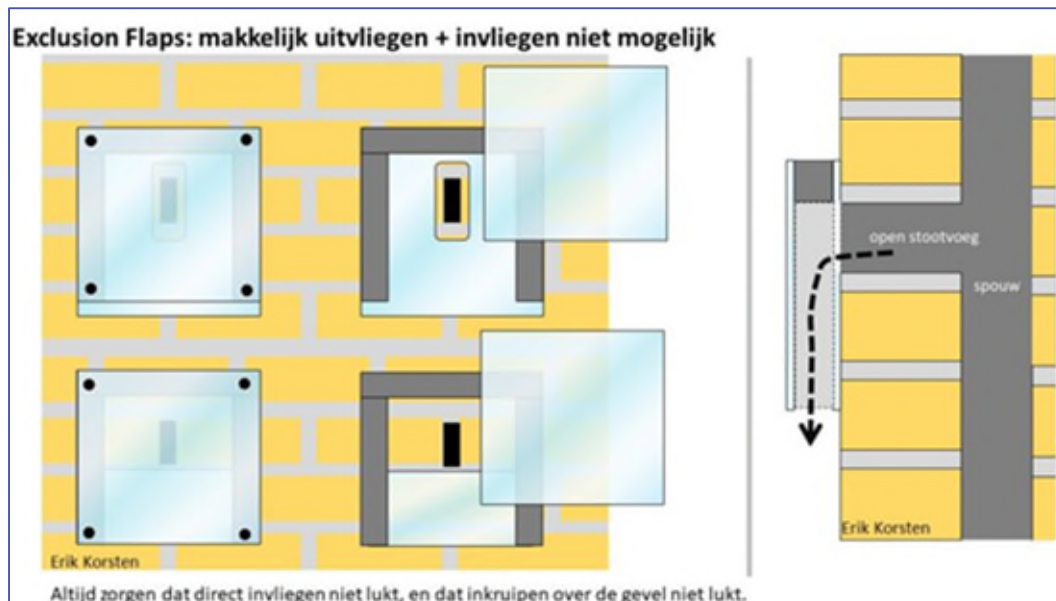 Exclusion Flaps: makkelijk uitvliegen + invliegen niet mogelijk
open stootvoeg
spouw
Erik Korsten
Erik Korsten
Altijd zorgen dat direct invliegen niet lukt, en dat inkruipen over de gevel niet lukt.